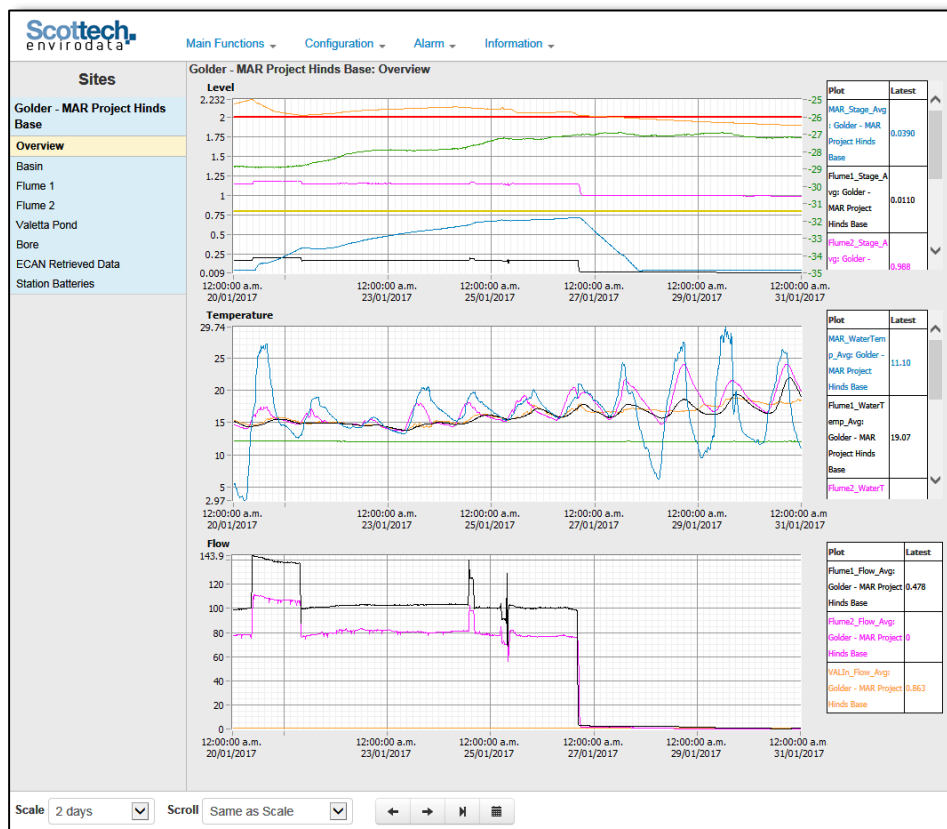 Scottech
envirodata
Main Functions Configuration Alarm Information
Sites
Golder - MAR Project Hinds
Base
Overview
Basin
Flume 1
Flume 2
Valetta Pond
Bore
ECAN Retrieved Data
Station Batteries
Golder - MAR Project Hinds Base: Overview
Level
2.232
2
1.75
1.5
1.25
1
0.75
0.5
0.25
0.009
-25
-26
-27
-28
-29
-30
-31
-32
-33
-34
-35
12:00:00 a.m. 12:00:00 a.m. 12:00:00 a.m. 12:00:00 a.m. 12:00:00 a.m. 12:00:00 a.m.
20/01/2017 23/01/2017 25/01/2017 27/01/2017 29/01/2017 31/01/2017
Plot Latest
MAR_Stage_Avg
: Golder - MAR
Project Hinds
Base
0.0390
Flume1_Stage_A
vg: Golder -
MAR Project
Hinds Base
0.0110
Flume2_Stage_A
vg: Golder -
0.988
Temperature
29.74
25
20
15
10
5
2.97
12:00:00 a.m. 12:00:00 a.m. 12:00:00 a.m. 12:00:00 a.m. 12:00:00 a.m. 12:00:00 a.m.
20/01/2017 23/01/2017 25/01/2017 27/01/2017 29/01/2017 31/01/2017
Plot Latest
MAR_WaterTem
p_Avg: Golder -
MAR Project
Hinds Base
11.10
Flume1_WaterT
emp_Avg:
Golder - MAR
Project Hinds
Base
19.07
Flume2_WaterT
Flow
143.9
120
100
80
60
40
20
0
12:00:00 a.m. 12:00:00 a.m. 12:00:00 a.m. 12:00:00 a.m. 12:00:00 a.m. 12:00:00 a.m
20/01/2017 23/01/2017 25/01/2017 27/01/2017 29/01/2017 31/01/2017
Plot Latest
Flume1_Flow_Avg:
Golder - MAR Project
Hinds Base
0.478
Flume2_Flow_Avg:
Golder - MAR Project
Hinds Base
0
VALIn_Flow_Avg:
Golder - MAR Project
Hinds Base
0.863
Scale 2 days Scroll Same as Scale